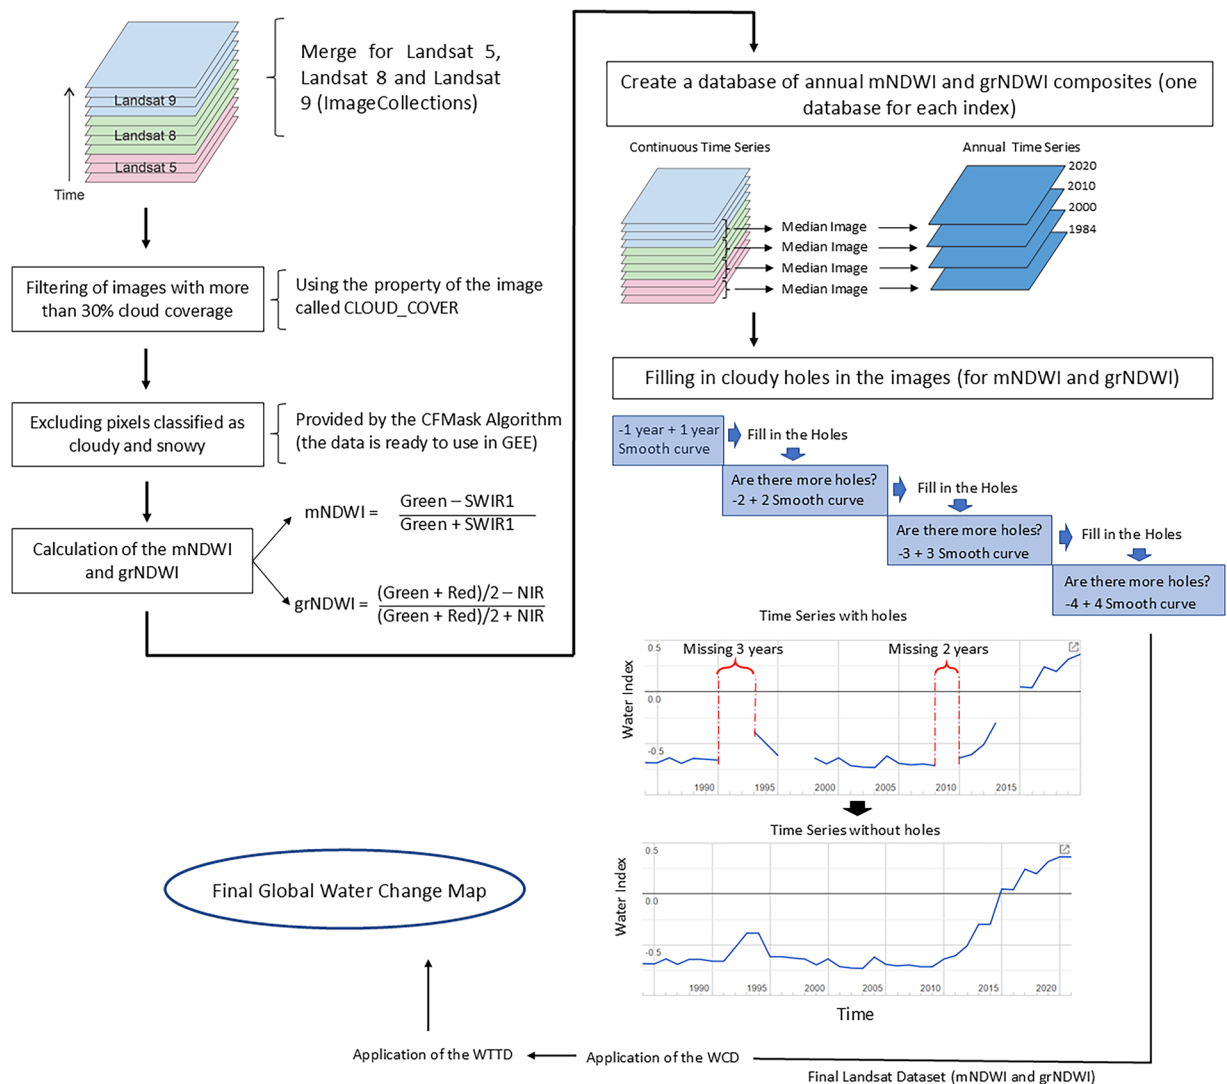 Landsat 9
Landsat 8
Landsat 5
Time
Merge for Landsat 5,
Landsat 8 and Landsat
9 (ImageCollections)
Filtering of images with more
than 30% cloud coverage
Using the property of the image
called CLOUD_COVER
Excluding pixels classified as
cloudy and snowy
Provided by the CFMask Algorithm
(the data is ready to use in GEE)
Calculation of the mNDWI
and grNDWI
mNDWI =
Green – SWIR1
Green + SWIR1
grNDWI =
(Green + Red)/2 – NIR
(Green + Red)/2 + NIR
Create a database of annual mNDWI and grNDWI composites (one
database for each index)
Continuous Time Series
Annual Time Series
2020
2010
2000
1984
Median Image
Median Image
Median Image
Median Image
Filling in cloudy holes in the images (for mNDWI and grNDWI)
-1 year + 1 year
Smooth curve
Fill in the Holes
Are there more holes?
-2 + 2 Smooth curve
Fill in the Holes
Are there more holes?
-3 + 3 Smooth curve
Fill in the Holes
Are there more holes?
-4 + 4 Smooth curve
Time Series with holes
Missing 3 years
Missing 2 years
Water Index
0.5
0.0
-0.5
1990
1995
2000
2005
2010
2015
Time Series without holes
Water Index
0.5
0.0
-0.5
1990
1995
2000
2005
2010
2015
2020
Time
Final Global Water Change Map
Application of the WTTD
Application of the WCD
Final Landsat Dataset (mNDWI and grNDWI)